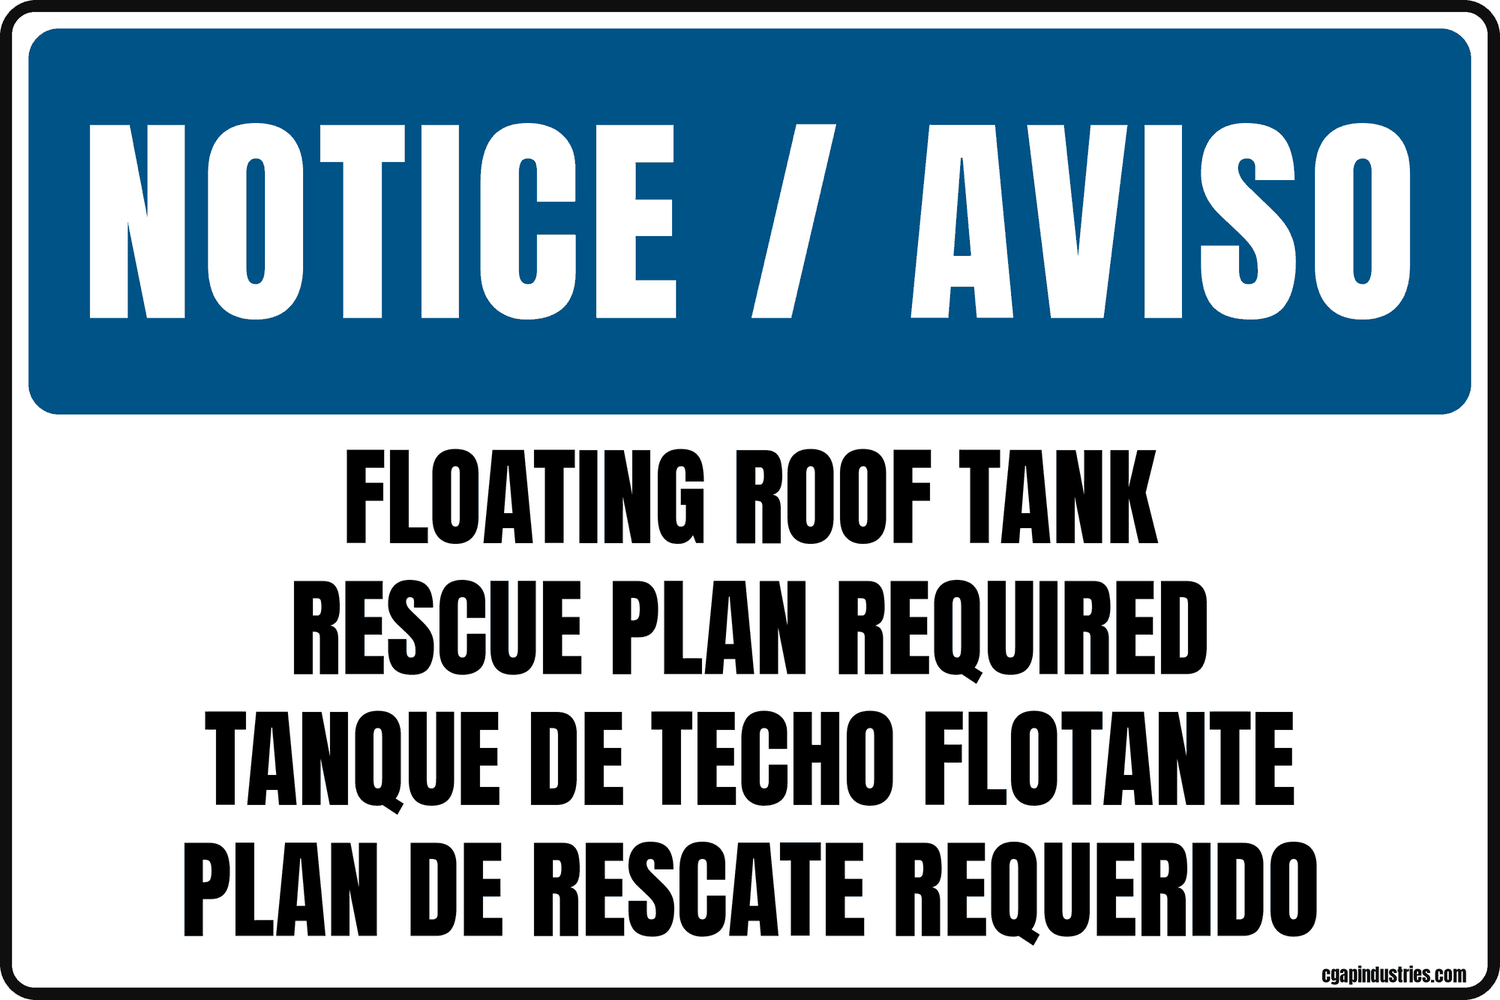 NOTICE / AVISO
FLOATING ROOF TANK
RESCUE PLAN REQUIRED
TANQUE DE TECHO FLOTANTE
PLAN DE RESCATE REQUERIDO
cgapindustries.com